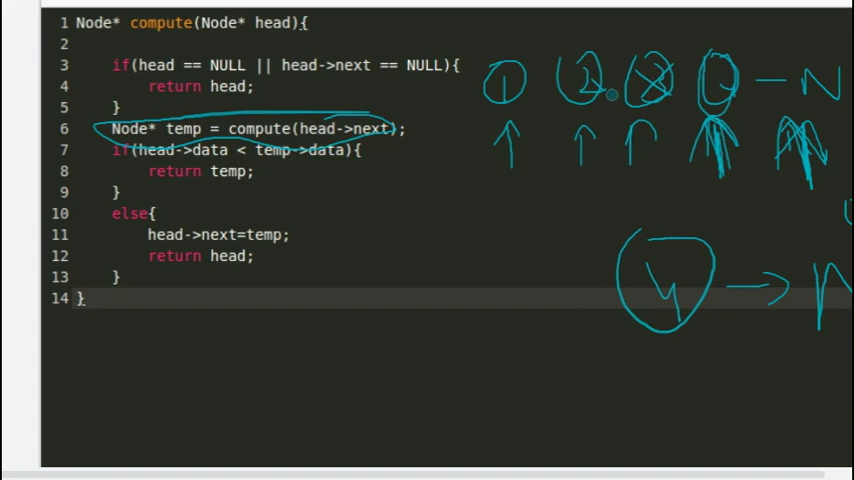 1 Node* compute(Node* head){
2
3 if(head == NULL || head->next == NULL){
4 return head;
5 }
6 Node* temp = compute(head->next);
7 if(head->data < temp->data){
8 return temp;
9 }
10 else{
11 head->next=temp;
12 return head;
13 }
14 }
1 2 3 — N
4 →